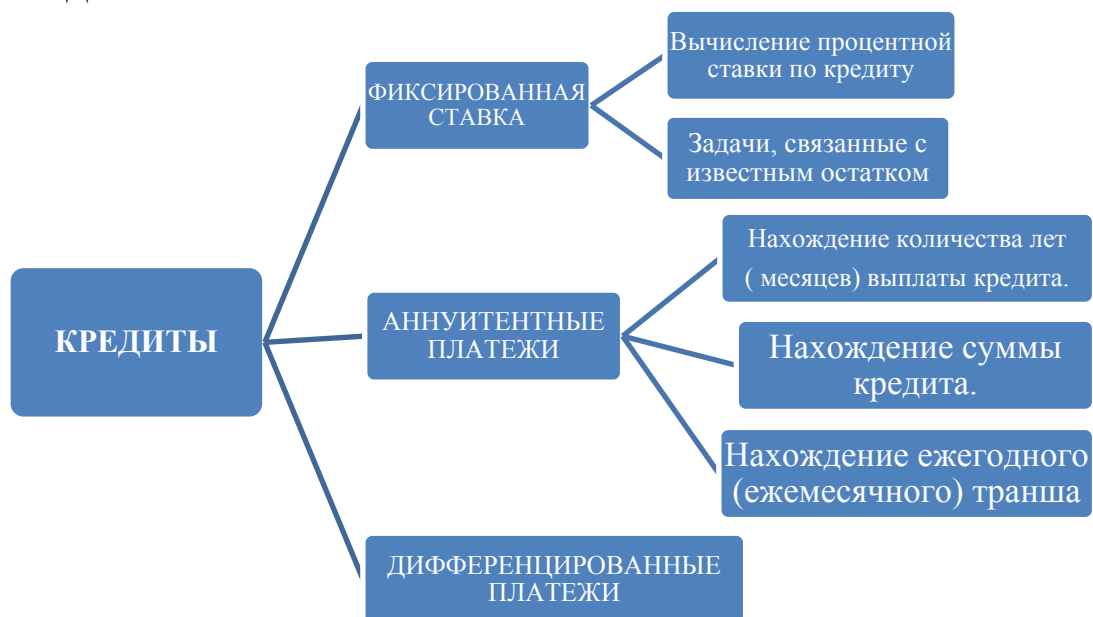 Вычисление процентной
ставки по кредиту
ФИКСИРОВАННАЯ
СТАВКА
Задачи, связанные с
известным остатком
Нахождение количества лет
( месяцев) выплаты кредита.
КРЕДИТЫ
АННУИТЕНТНЫЕ
ПЛАТЕЖИ
Нахождение суммы
кредита.
Нахождение ежегодного
(ежемесячного) транша
ДИФФЕРЕНЦИРОВАННЫЕ
ПЛАТЕЖИ